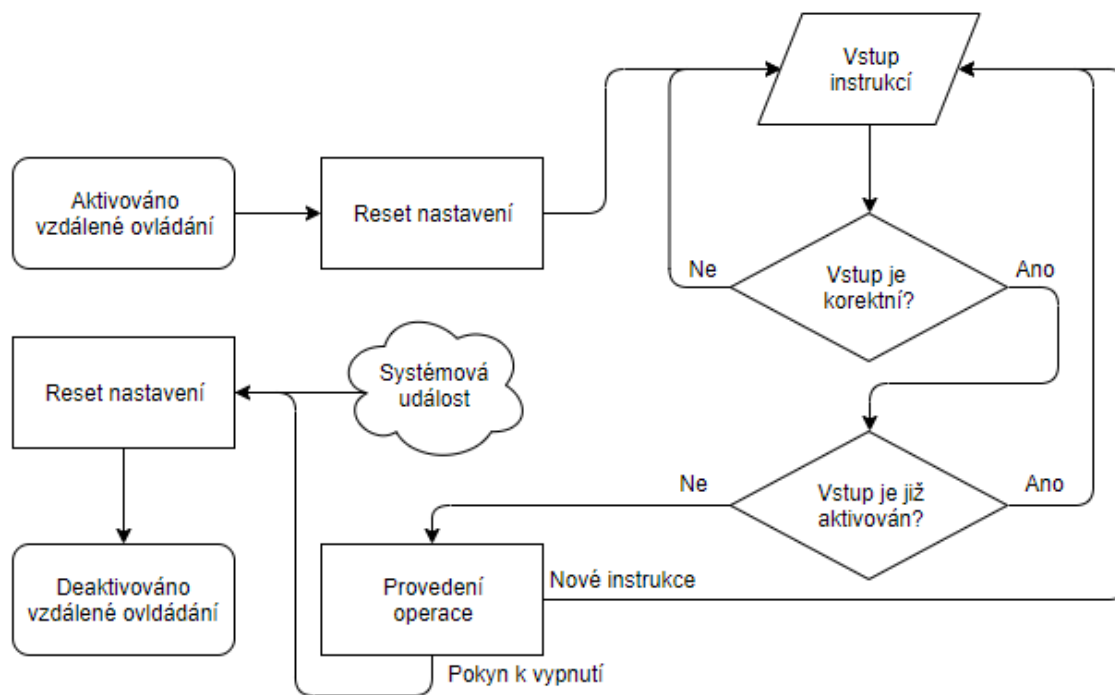 Vstup
instrukcí
Aktivováno
vzdálené ovládání
Reset nastavení
Ne
Vstup je
korektní?
Ano
Reset nastavení
Systémová
událost
Ne
Vstup je již
aktivován?
Ano
Deaktivováno
vzdálené ovldádání
Provedení
operace
Nové instrukce
Pokyn k vypnutí